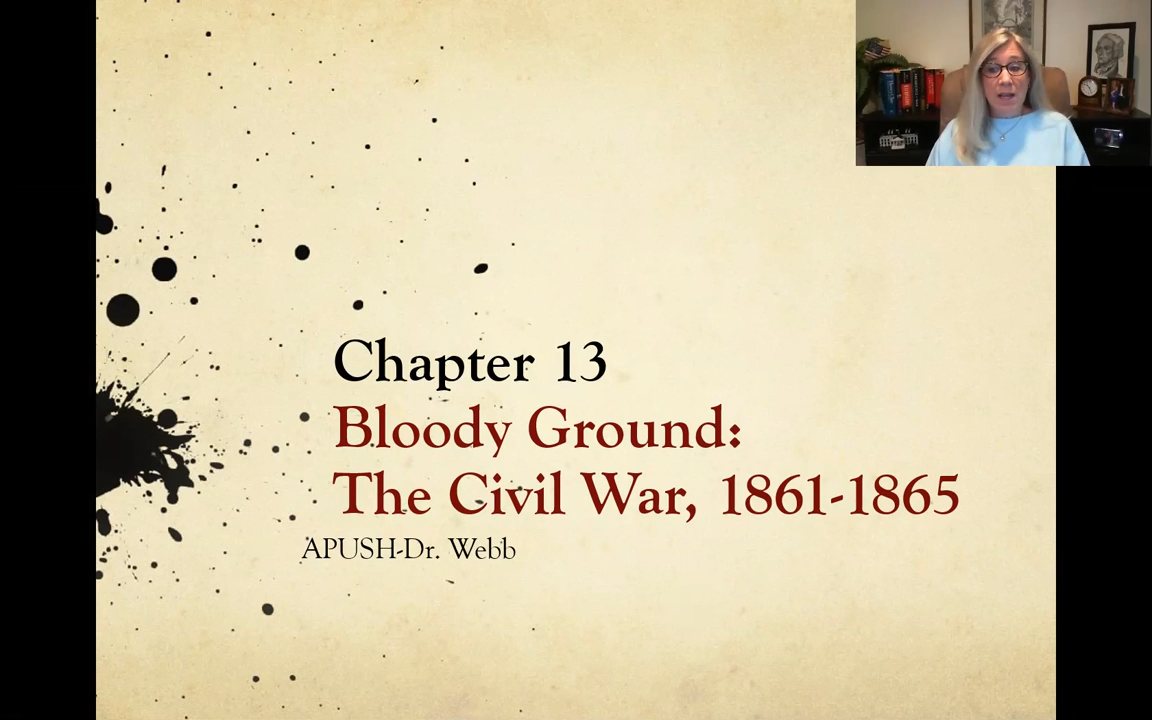 Chapter 13
Bloody Ground:
The Civil War, 1861-1865
APUSH-Dr. Webb